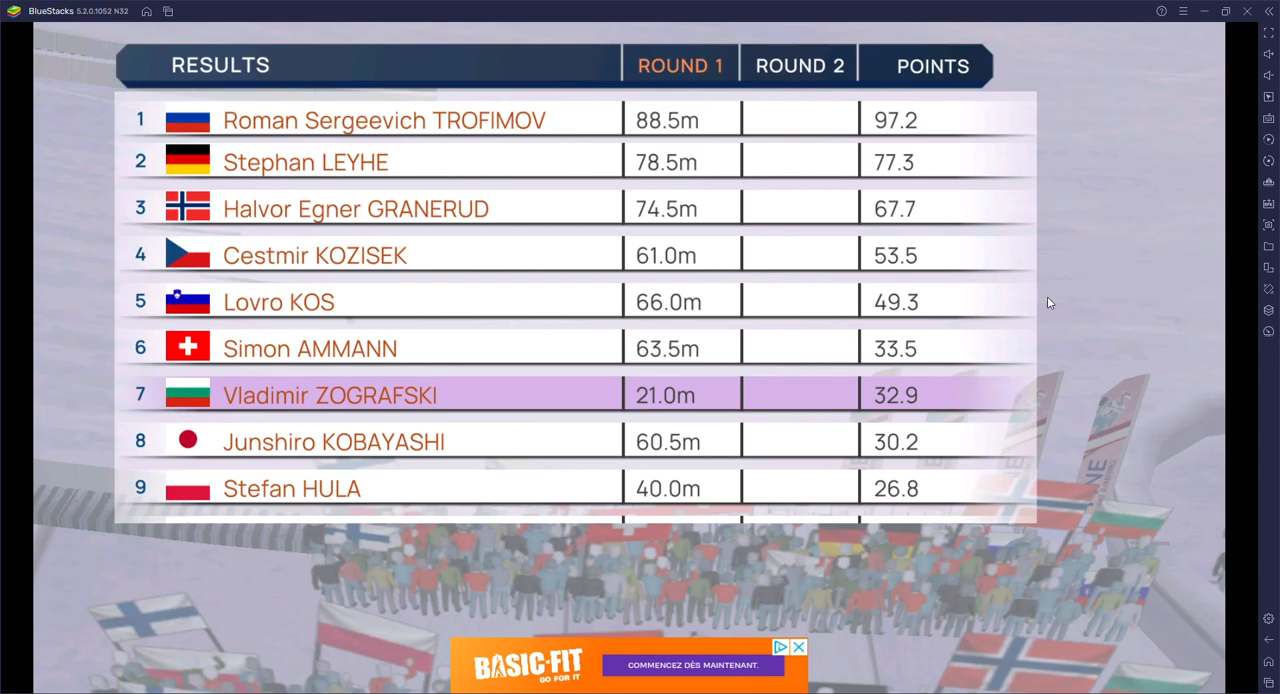 BlueStacks 5.2.0.1052 N32
RESULTS ROUND 1 ROUND 2 POINTS
1 Roman Sergeevich TROFIMOV 88.5m 97.2
2 Stephan LEYHE 78.5m 77.3
3 Halvor Egner GRANERUD 74.5m 67.7
4 Cestmir KOZISEK 61.0m 53.5
5 Lovro KOS 66.0m 49.3
6 Simon AMMANN 63.5m 33.5
7 Vladimir ZOGRAFSKI 21.0m 32.9
8 Junshiro KOBAYASHI 60.5m 30.2
9 Stefan HULA 40.0m 26.8
BASIC-FIT
GO FOR IT
COMMENCEZ DÈS MAINTENANT.